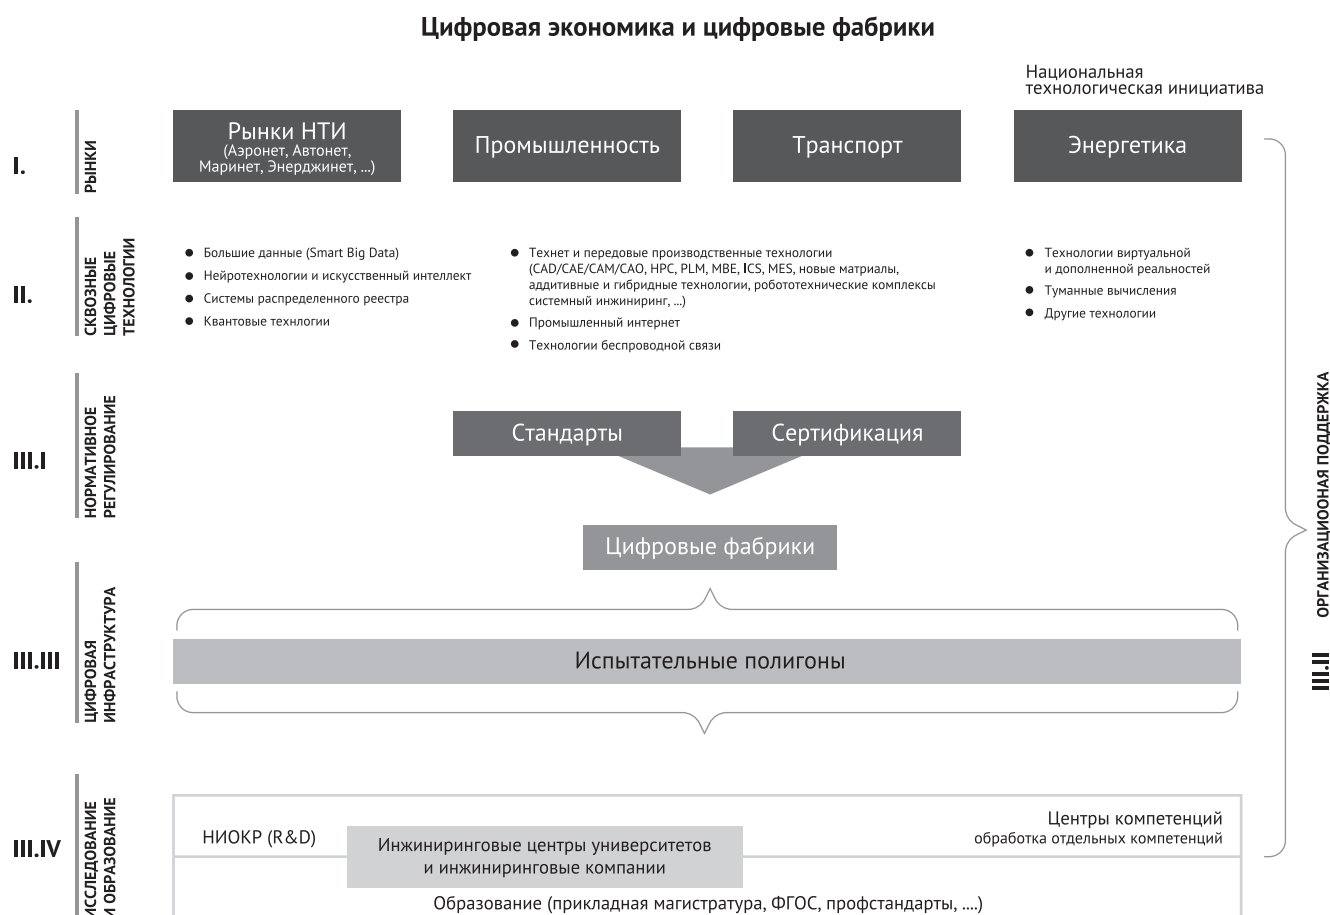 Цифровая экономика и цифровые фабрики
Национальная
технологическая инициатива
I.
РЫНКИ
Рынки НТИ
(Аэронет, Автонет,
Маринет, Энерджинет, ...)
Промышленность
Транспорт
Энергетика
II.
СКВОЗНЫЕ
ЦИФРОВЫЕ
ТЕХНОЛОГИИ
● Большие данные (Smart Big Data)
● Нейротехнологии и искусственный интеллект
● Системы распределенного реестра
● Квантовые технлогии
● Технет и передовые производственные технологии
(CAD/CAE/CAM/CAO, HPC, PLM, MBE, ICS, MES, новые матриалы,
аддитивные и гибридные технологии, робототехнические комплексы
системный инжиниринг, ...)
● Промышленный интернет
● Технологии беспроводной связи
● Технологии виртуальной
и дополненной реальностей
● Туманные вычисления
● Другие технологии
III.I
НОРМАТИВНОЕ
РЕГУЛИРОВАНИЕ
Стандарты
Сертификация
Цифровые фабрики
III.II
ОРГАНИЗАЦИООНАЯ ПОДДЕРЖКА
III.III
ЦИФРОВАЯ
ИНФРАСТРУКТУРА
Испытательные полигоны
III.IV
ИССЛЕДОВАНИЕ
И ОБРАЗОВАНИЕ
НИОКР (R&D)
Инжиниринговые центры университетов
и инжиниринговые компании
Центры компетенций
обработка отдельных компетенций
Образование (прикладная магистратура, ФГОС, профстандарты, ....)